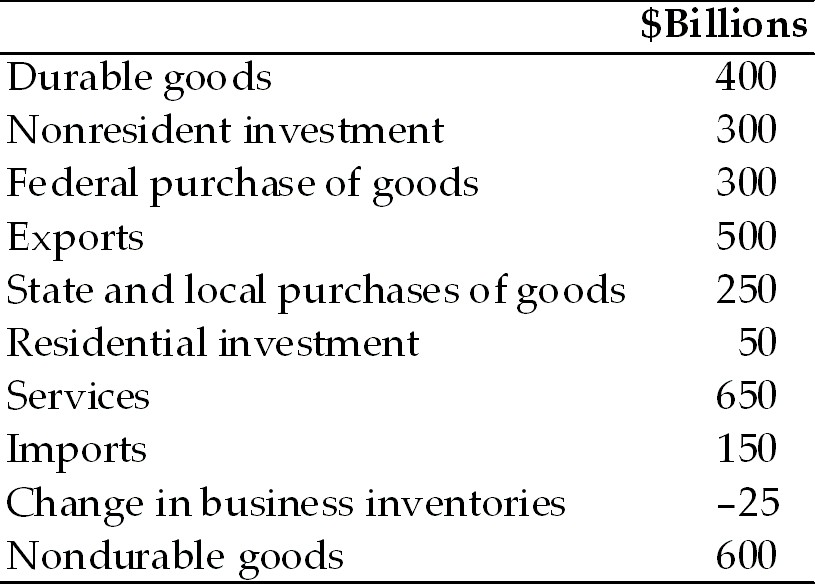 $Billions
Durable goods 400
Nonresident investment 300
Federal purchase of goods 300
Exports 500
State and local purchases of goods 250
Residential investment 50
Services 650
Imports 150
Change in business inventories –25
Nondurable goods 600